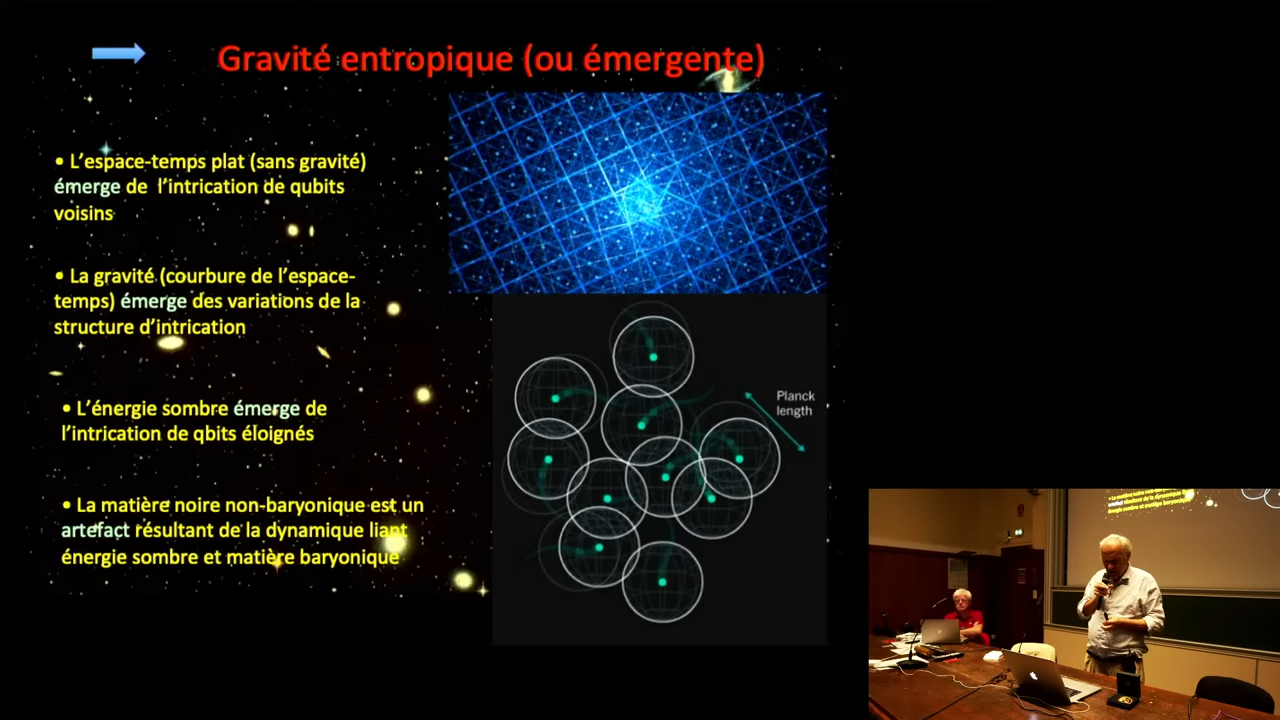 Gravité entropique (ou émergente)
• L'espace-temps plat (sans gravité)
émerge de l'intrication de qubits
voisins
• La gravité (courbure de l'espace-
temps) émerge des variations de la
structure d'intrication
• L'énergie sombre émerge de
l'intrication de qbits éloignés
• La matière noire non-baryonique est un
artefact résultant de la dynamique liant
énergie sombre et matière baryonique
Planck
length